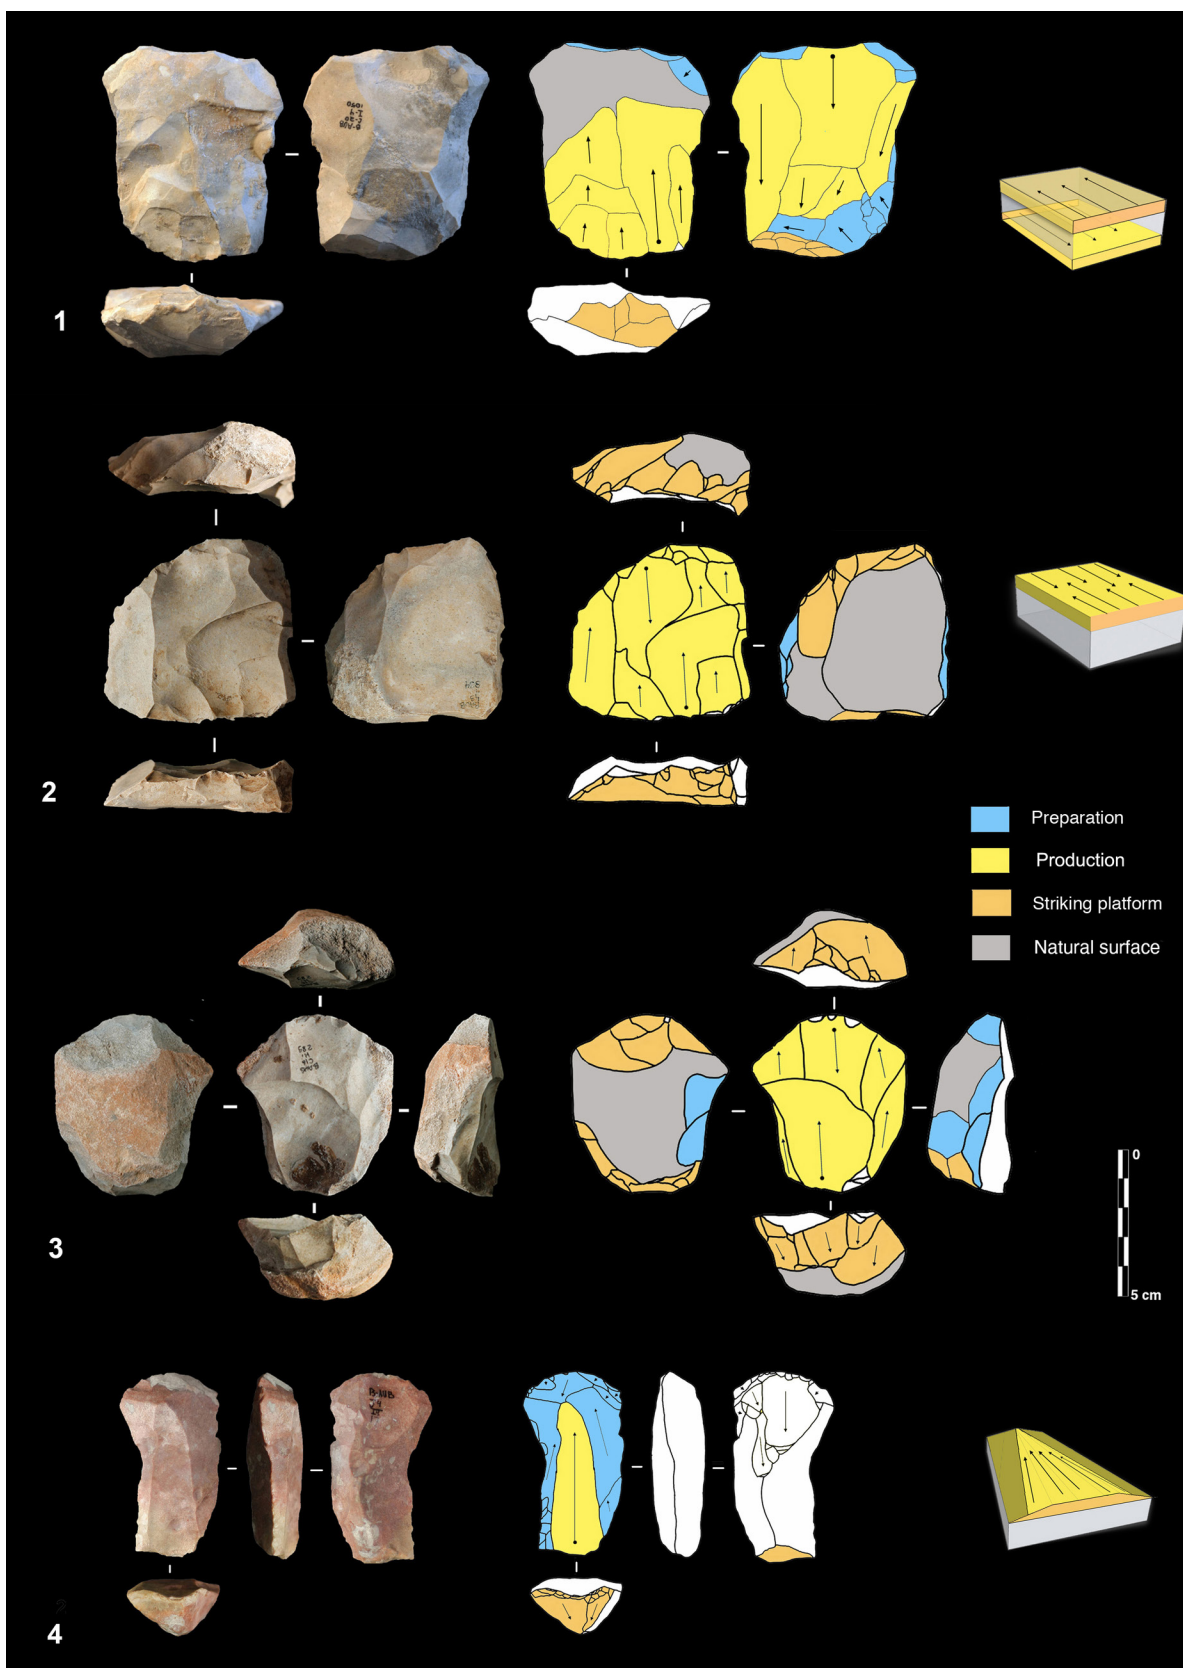 1
2
Preparation
Production
Striking platform
Natural surface
3
0
5 cm
4